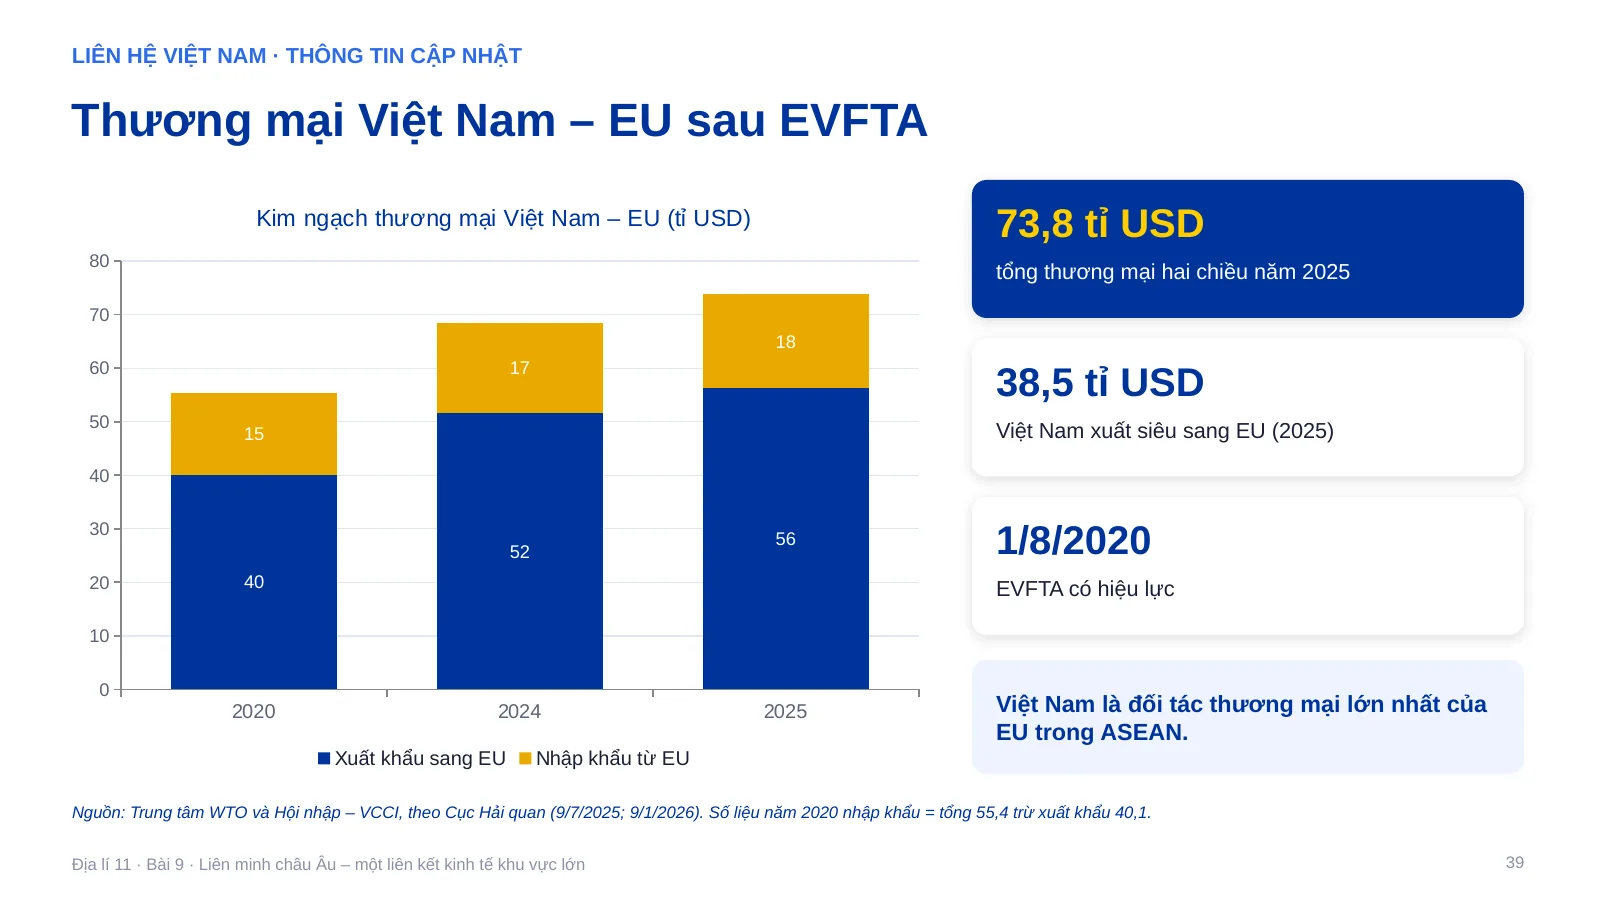 LIÊN HỆ VIỆT NAM · THÔNG TIN CẬP NHẬT
Thương mại Việt Nam – EU sau EVFTA
Kim ngạch thương mại Việt Nam – EU (tỉ USD)
80
70
60
50
40
30
20
10
0
15
40
17
52
18
56
2020
2024
2025
Xuất khẩu sang EU
Nhập khẩu từ EU
73,8 tỉ USD
tổng thương mại hai chiều năm 2025
38,5 tỉ USD
Việt Nam xuất siêu sang EU (2025)
1/8/2020
EVFTA có hiệu lực
Việt Nam là đối tác thương mại lớn nhất của
EU trong ASEAN.
Nguồn: Trung tâm WTO và Hội nhập – VCCI, theo Cục Hải quan (9/7/2025; 9/1/2026). Số liệu năm 2020 nhập khẩu = tổng 55,4 trừ xuất khẩu 40,1.
Địa lí 11 · Bài 9 · Liên minh châu Âu – một liên kết kinh tế khu vực lớn
39